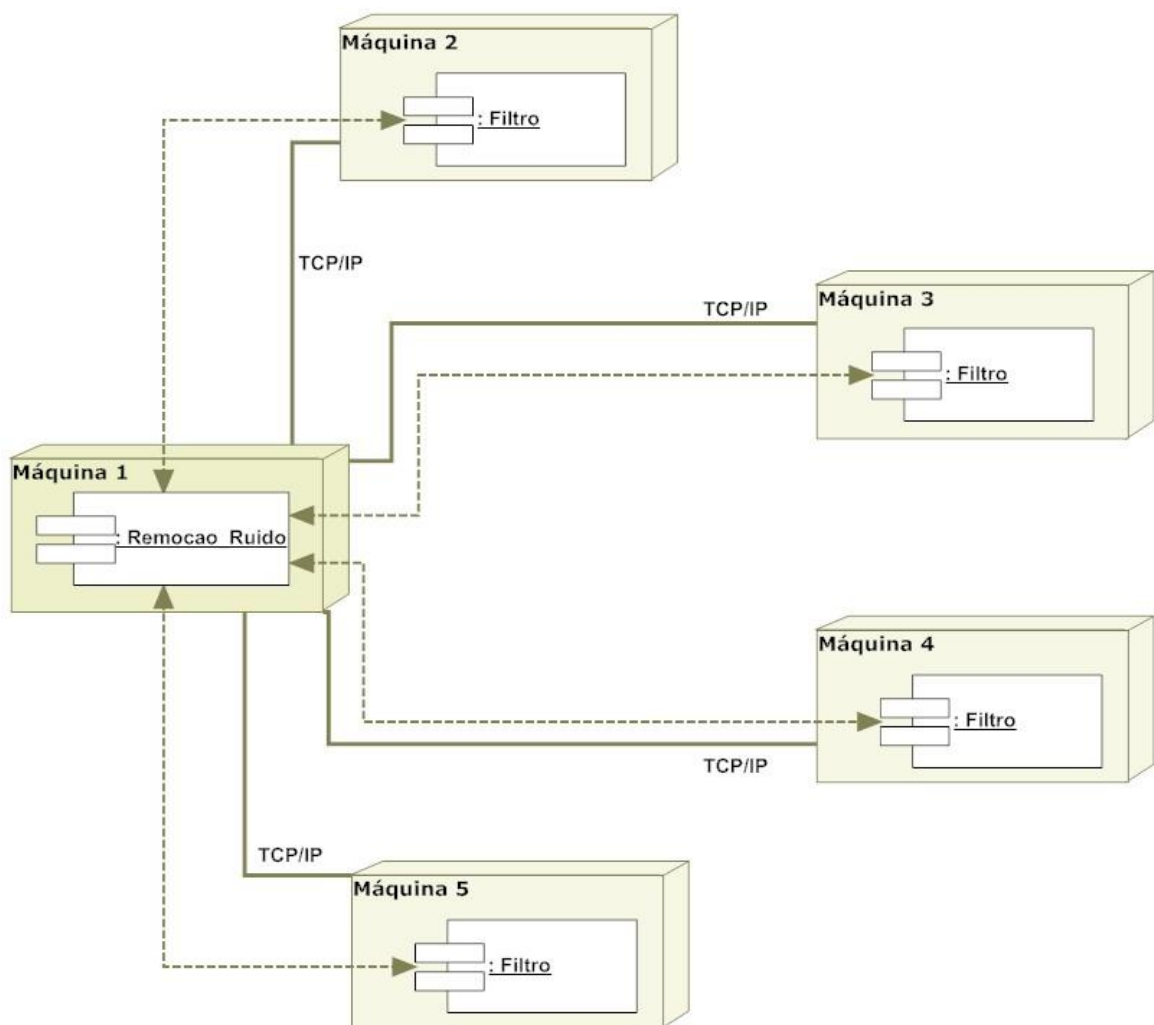 Máquina 2
: Filtro
TCP/IP
Máquina 3
TCP/IP
: Filtro
Máquina 1
: Remocao_Ruido
Máquina 4
: Filtro
TCP/IP
TCP/IP
Máquina 5
: Filtro